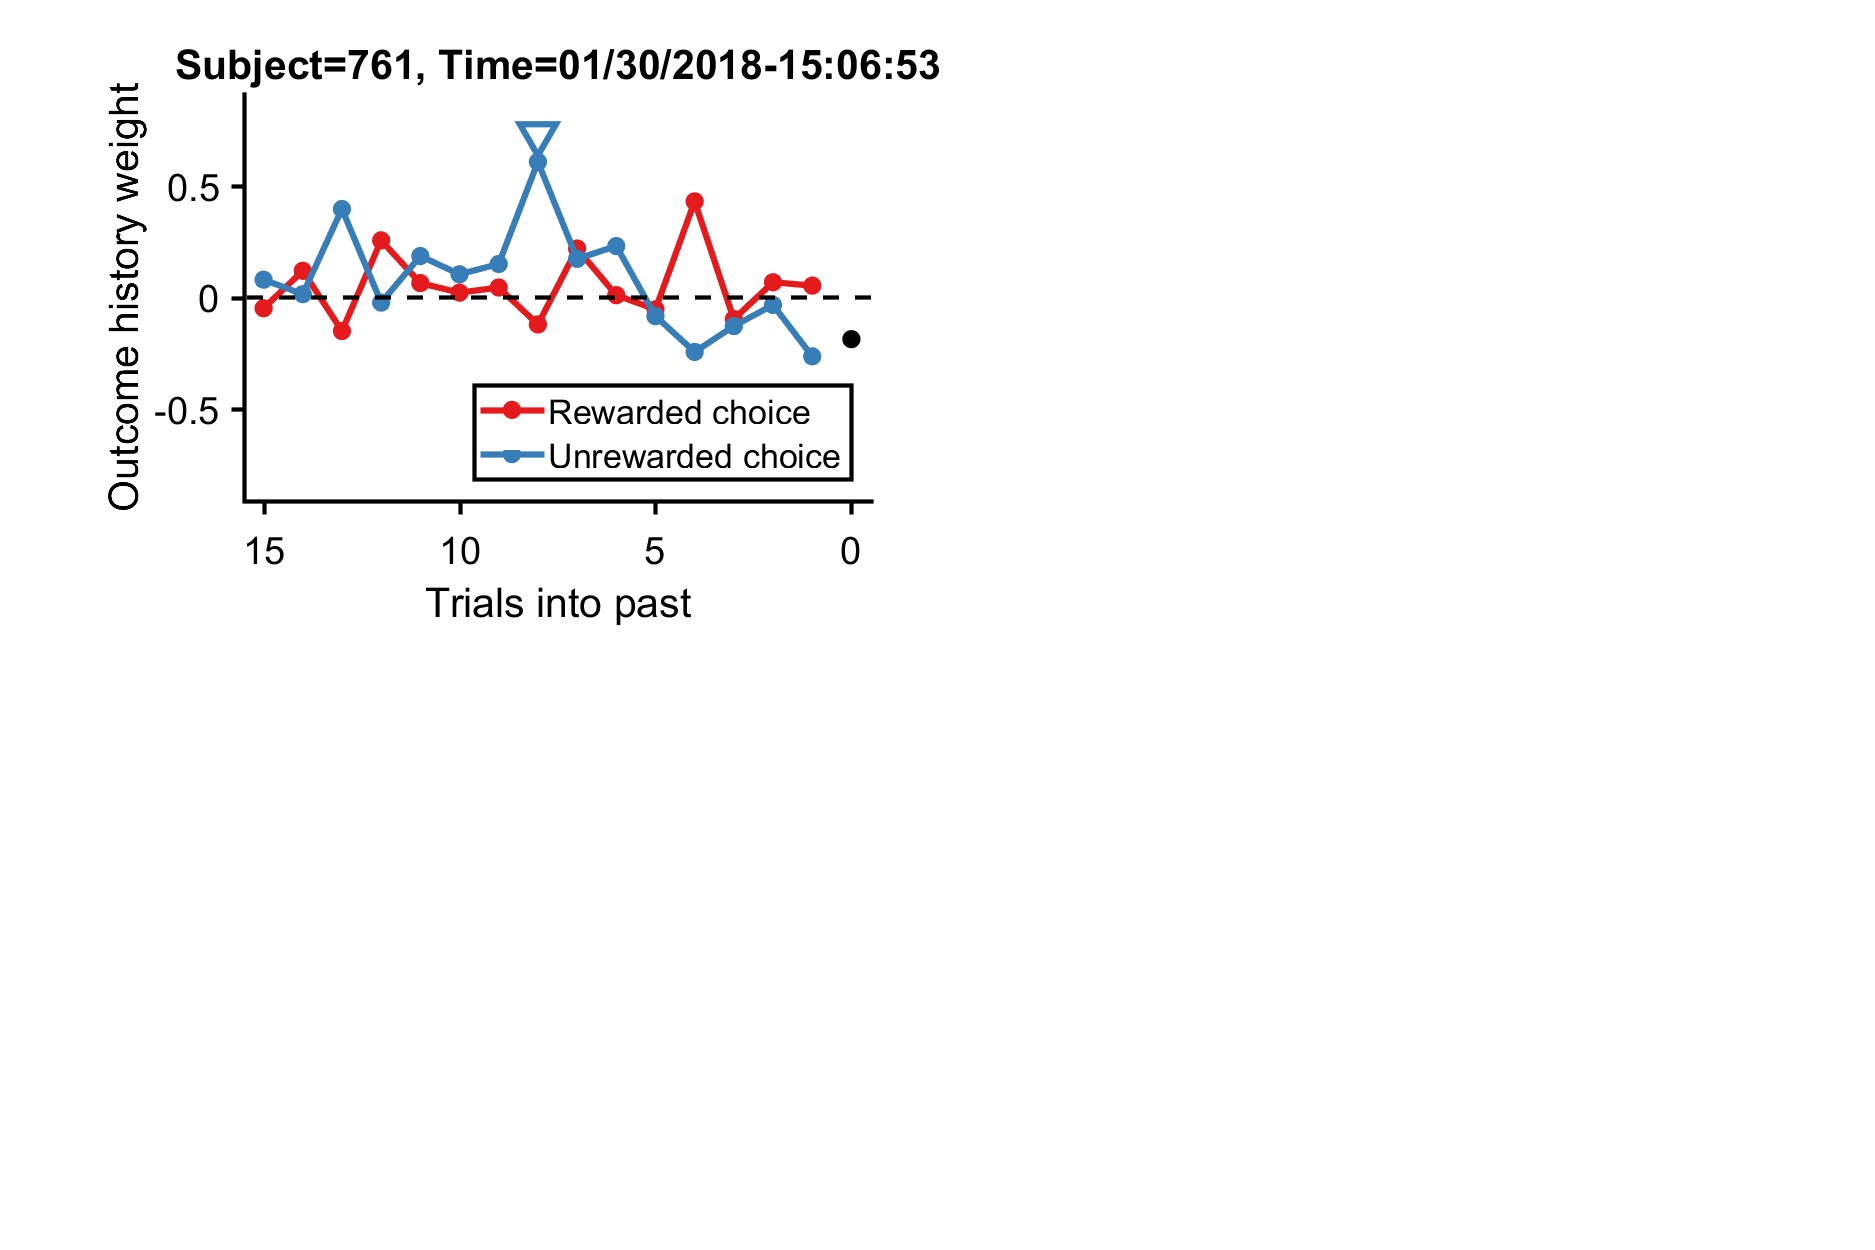 Subject=761, Time=01/30/2018-15:06:53
Outcome history weight
0.5
0
-0.5
Rewarded choice
Unrewarded choice
15 10 5 0
Trials into past